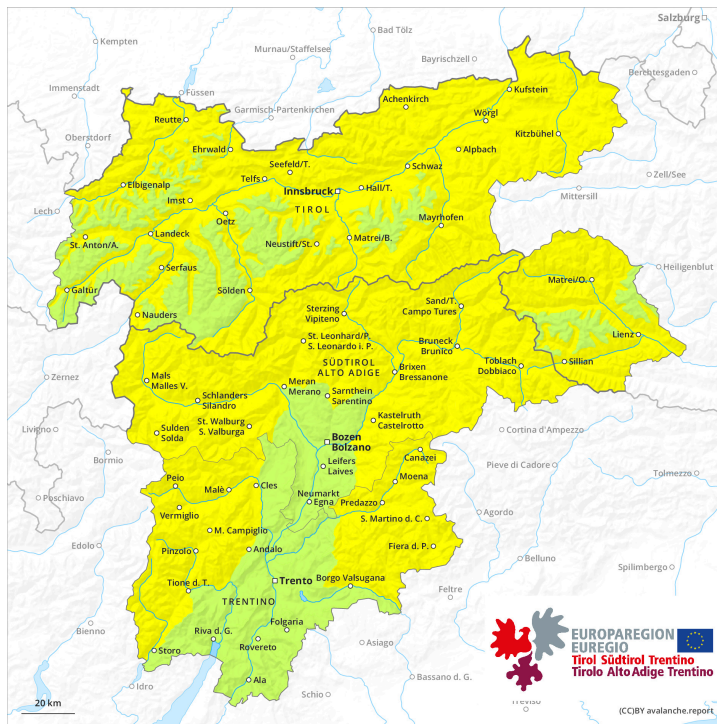 Salzburg
Kempten
Bad Tölz
Murnau/Staffelsee
Bayrischzell
Berchtesgaden
Immenstadt
Füssen
Garmisch-Partenkirchen
Achenkirch
Kufstein
Reutte
Wörgl
Oberstdorf
Ehrwald
Kitzbühel
Alpbach
Seefeld/T.
Schwaz
Zell/See
Telfs
Elbigenalp
Innsbruck
Hall/T.
Mittersill
Imst
TIROL
Lech
Oetz
Mayrhofen
St. Anton/A.
Landeck
Neustift/St.
Matrei/B.
Serfaus
Heiligenblut
Matrei/O.
Galtür
Sölden
Sand/T.
Campo Tures
Nauders
Sterzing
Vipiteno
Lienz
St. Leonhard/P.
S. Leonardo i. P.
Bruneck
Brunico
Toblach
Dobbiaco
Sillian
SÜDTIROL
ALTO ADIGE
Brixen
Bressanone
Zernez
Mals
Malles V.
Meran
Merano
Sarnthein
Sarentino
Schlanders
Silandro
Livigno
Sulden
Solda
St. Walburg
S. Valburga
Kastelruth
Castelrotto
Cortina d'Ampezzo
Bozen
Bolzano
Bormio
Canazei
Pieve di Cadore
Leifers
Laives
Tolmezzo
Peio
Malè
Cles
Moena
Poschiavo
Neumarkt
Egna
Predazzo
Vermiglio
Agordo
S. Martino d. C.
M. Campiglio
Edolo
Pinzolo
Andalo
Fiera d. P.
Belluno
Spilimbergo
Trento
Borgo Valsugana
Tione d. T.
Feltre
TRENTINO
Folgaria
Bienno
Riva d. G.
Rovereto
Asiago
Storo
Bassano d. G.
Ala
Idro
Schio
Treviso
EUROPAREGION
EUREGIO
Tirol Südtirol Trentino
Tirolo Alto Adige Trentino
20 km
(CC)BY avalanche.report